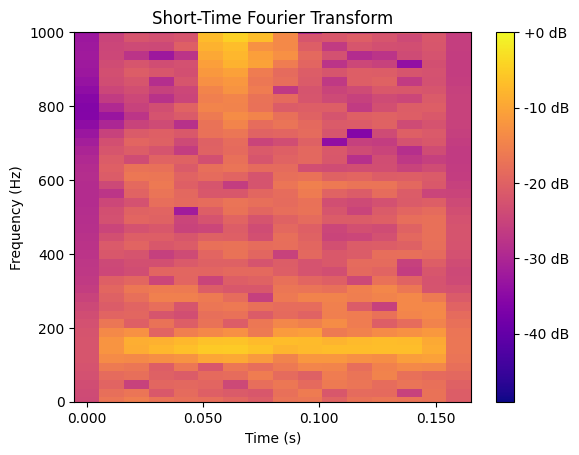 Short-Time Fourier Transform
1000
800
600
400
200
0
Frequency (Hz)
0.000
0.050
0.100
0.150
Time (s)
+0 dB
-10 dB
-20 dB
-30 dB
-40 dB